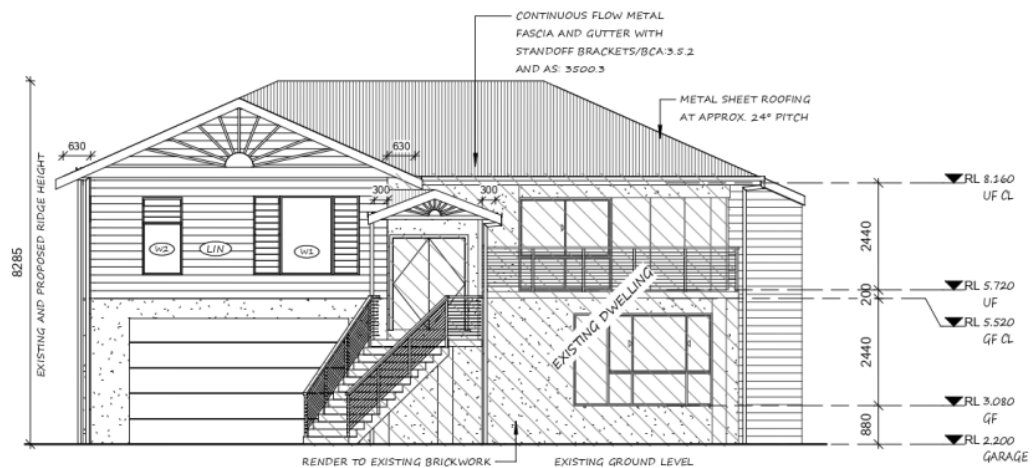 CONTINUOUS FLOW METAL
FASCIA AND GUTTER WITH
STANDOFF BRACKETS/BCA:3.5.2
AND AS: 3500.3
METAL SHEET ROOFING
AT APPROX. 24° PITCH
630
630
300
300
EXISTING AND PROPOSED RIDGE HEIGHT
8285
W2
LIN
W1
EXISTING DWELLING
RL 8.160
UF CL
2440
RL 5.720
UF
200
RL 5.520
GF CL
2440
RL 3.080
GF
880
RL 2.200
GARAGE
RENDER TO EXISTING BRICKWORK
EXISTING GROUND LEVEL